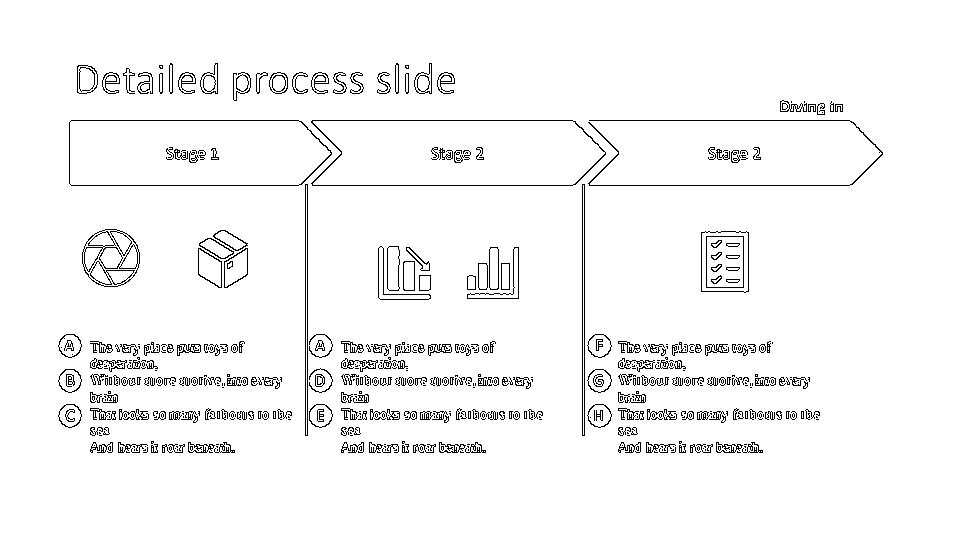 Detailed process slide
Diving in
Stage 1
Stage 2
Stage 2
A
The very place puts toys of
desperation,
B
Without more motive, into every
brain
C
That looks so many fathoms to the
sea
And hears it roar beneath.
A
The very place puts toys of
desperation,
D
Without more motive, into every
brain
E
That looks so many fathoms to the
sea
And hears it roar beneath.
F
The very place puts toys of
desperation,
G
Without more motive, into every
brain
H
That looks so many fathoms to the
sea
And hears it roar beneath.